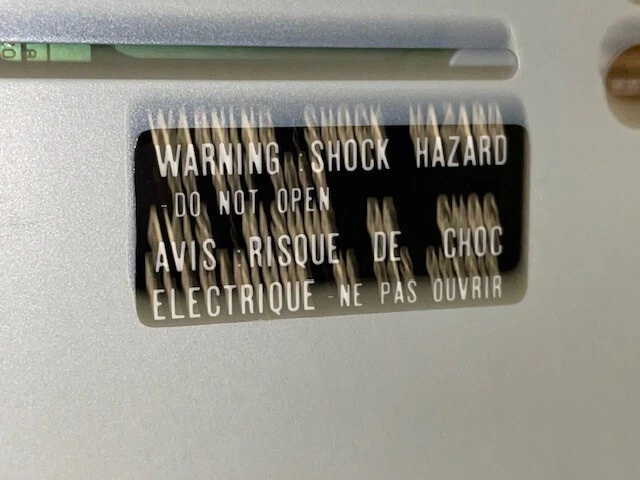 WARNING : SHOCK HAZARD
-DO NOT OPEN
AVIS : RISQUE DE CHOC
ELECTRIQUE -NE PAS OUVRIR